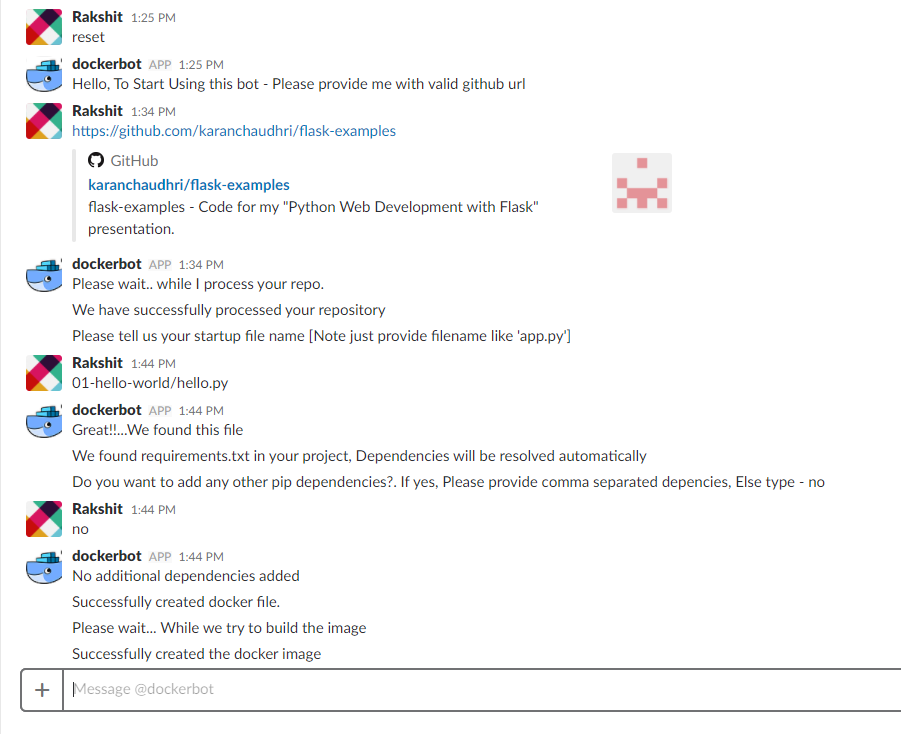 Rakshit 1:25 PM
reset
dockerbot APP 1:25 PM
Hello, To Start Using this bot - Please provide me with valid github url
Rakshit 1:34 PM
https://github.com/karanchaudhri/flask-examples
GitHub
karanchaudhri/flask-examples
flask-examples - Code for my "Python Web Development with Flask"
presentation.
dockerbot APP 1:34 PM
Please wait.. while I process your repo.
We have successfully processed your repository
Please tell us your startup file name [Note just provide filename like 'app.py']
Rakshit 1:44 PM
01-hello-world/hello.py
dockerbot APP 1:44 PM
Great!!...We found this file
We found requirements.txt in your project, Dependencies will be resolved automatically
Do you want to add any other pip dependencies?. If yes, Please provide comma separated depencies, Else type - no
Rakshit 1:44 PM
no
dockerbot APP 1:44 PM
No additional dependencies added
Successfully created docker file.
Please wait... While we try to build the image
Successfully created the docker image
Message @dockerbot